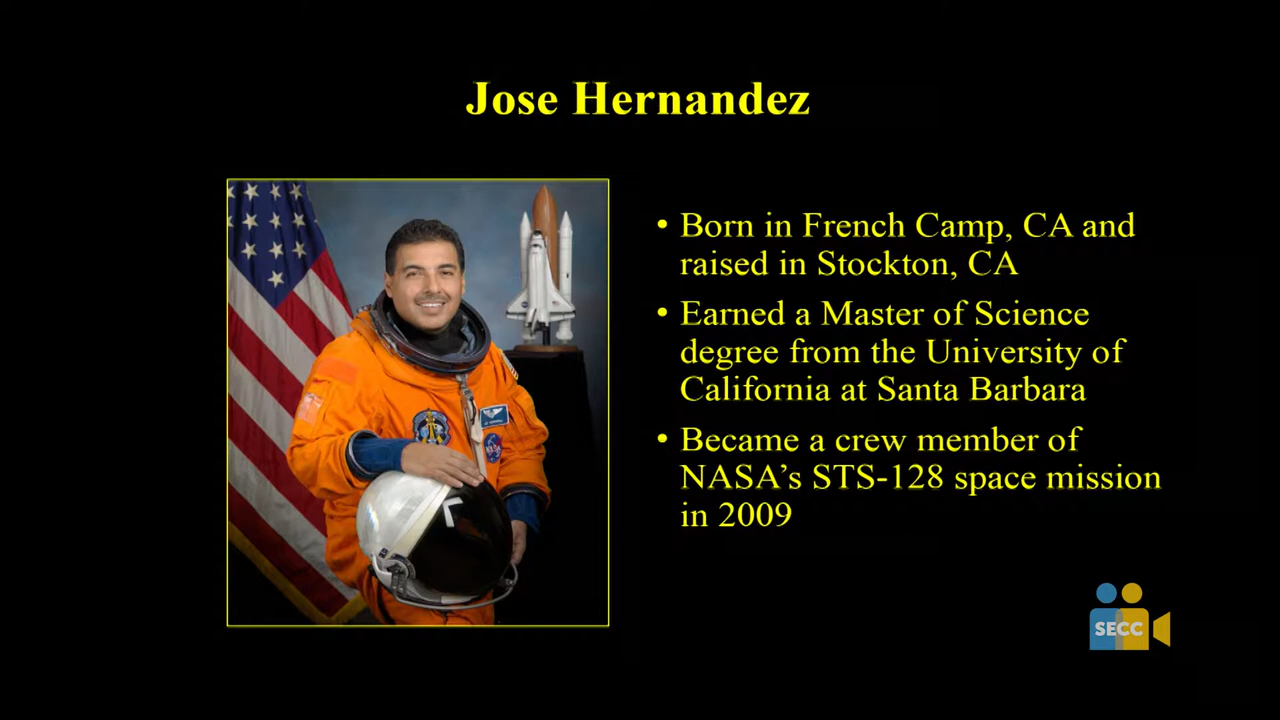 Jose Hernandez
• Born in French Camp, CA and
raised in Stockton, CA
• Earned a Master of Science
degree from the University of
California at Santa Barbara
• Became a crew member of
NASA’s STS-128 space mission
in 2009
NASA
SECC